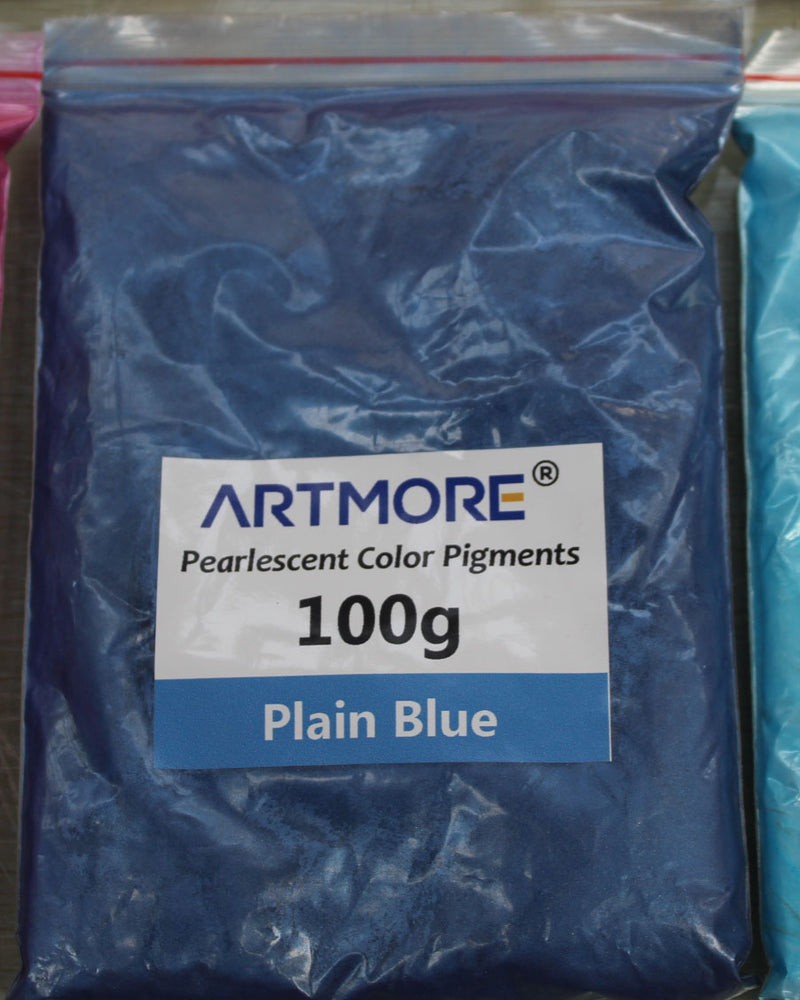 ARTMORE®
Pearlescent Color Pigments
100g
Plain Blue